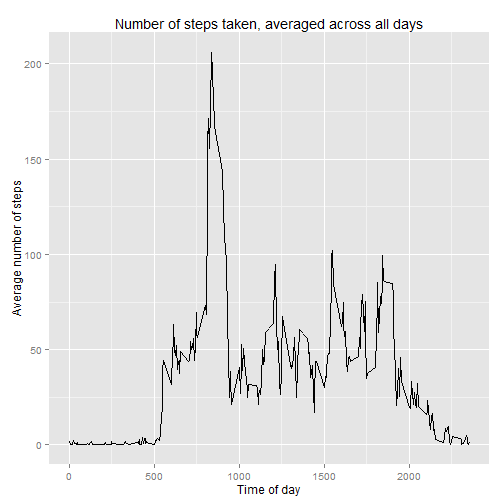 Number of steps taken, averaged across all days
Average number of steps
200
150
100
50
0
0 500 1000 1500 2000
Time of day